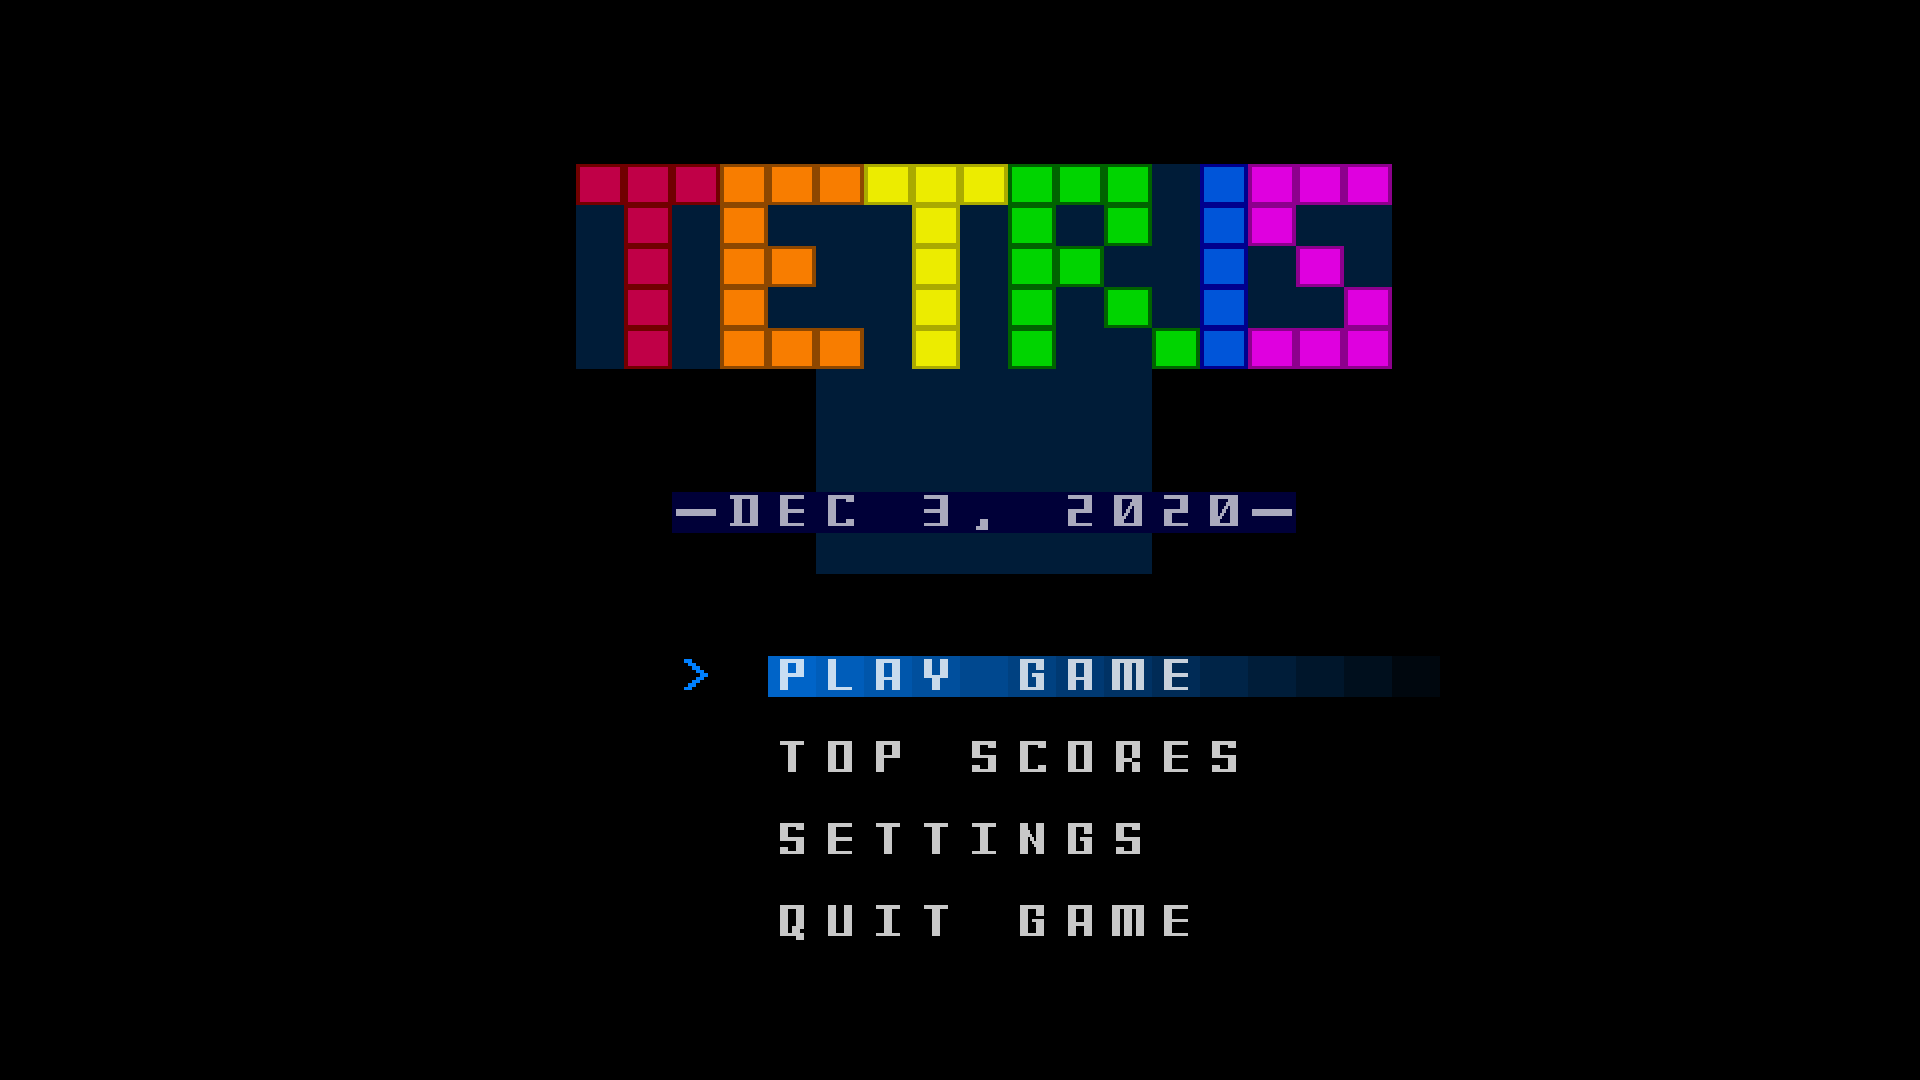 TETRIS
—DEC 3, 2020—
> PLAY GAME
TOP SCORES
SETTINGS
QUIT GAME